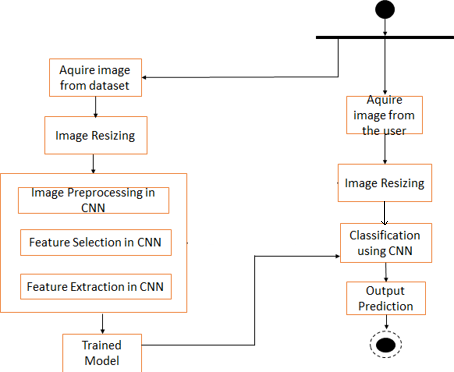 Aquire image
from dataset
Image Resizing
Image Preprocessing in
CNN
Feature Selection in CNN
Feature Extraction in CNN
Trained
Model
Aquire
image from
the user
Image Resizing
Classification
using CNN
Output
Prediction